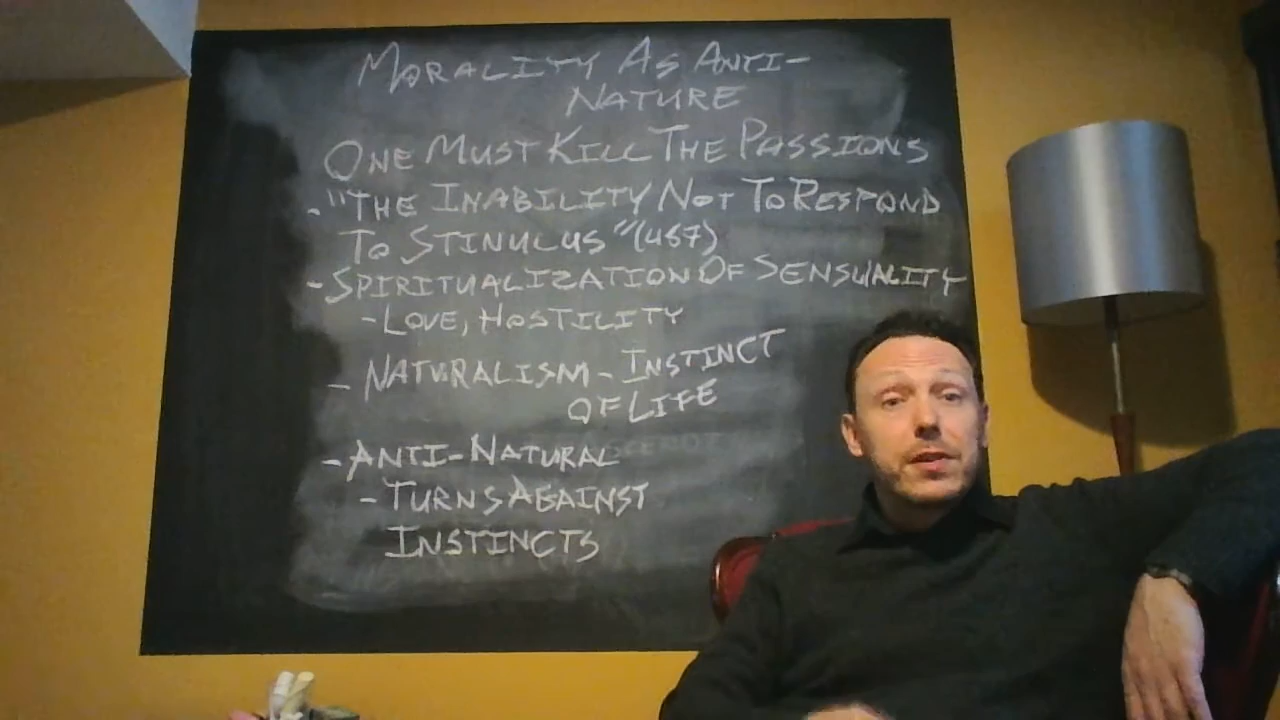 MORALITY AS ANTI-
NATURE
ONE MUST KILL THE PASSIONS
- "THE INABILITY NOT TO RESPOND
TO STINULUS" (487)
- SPIRITUALIZATION OF SENSUALITY
- LOVE, HOSTILITY
- NATURALISM - INSTINCT
OF LIFE
- ANTI-NATURAL
- TURNS AGAINST
INSTINCTS